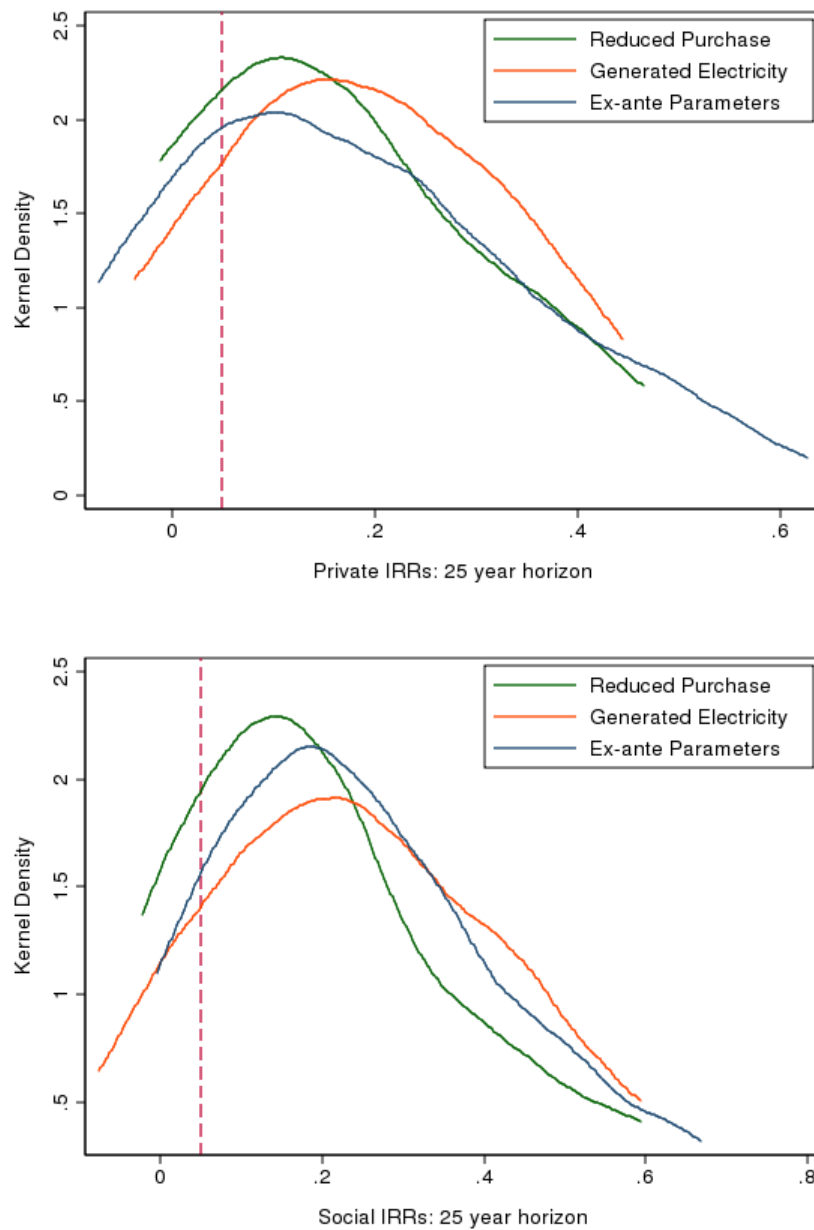 2.5
2
1.5
1
.5
0
Kernel Density
Reduced Purchase
Generated Electricity
Ex-ante Parameters
0 .2 .4 .6
Private IRRs: 25 year horizon
2.5
2
1.5
1
.5
Kernel Density
Reduced Purchase
Generated Electricity
Ex-ante Parameters
0 .2 .4 .6 .8
Social IRRs: 25 year horizon